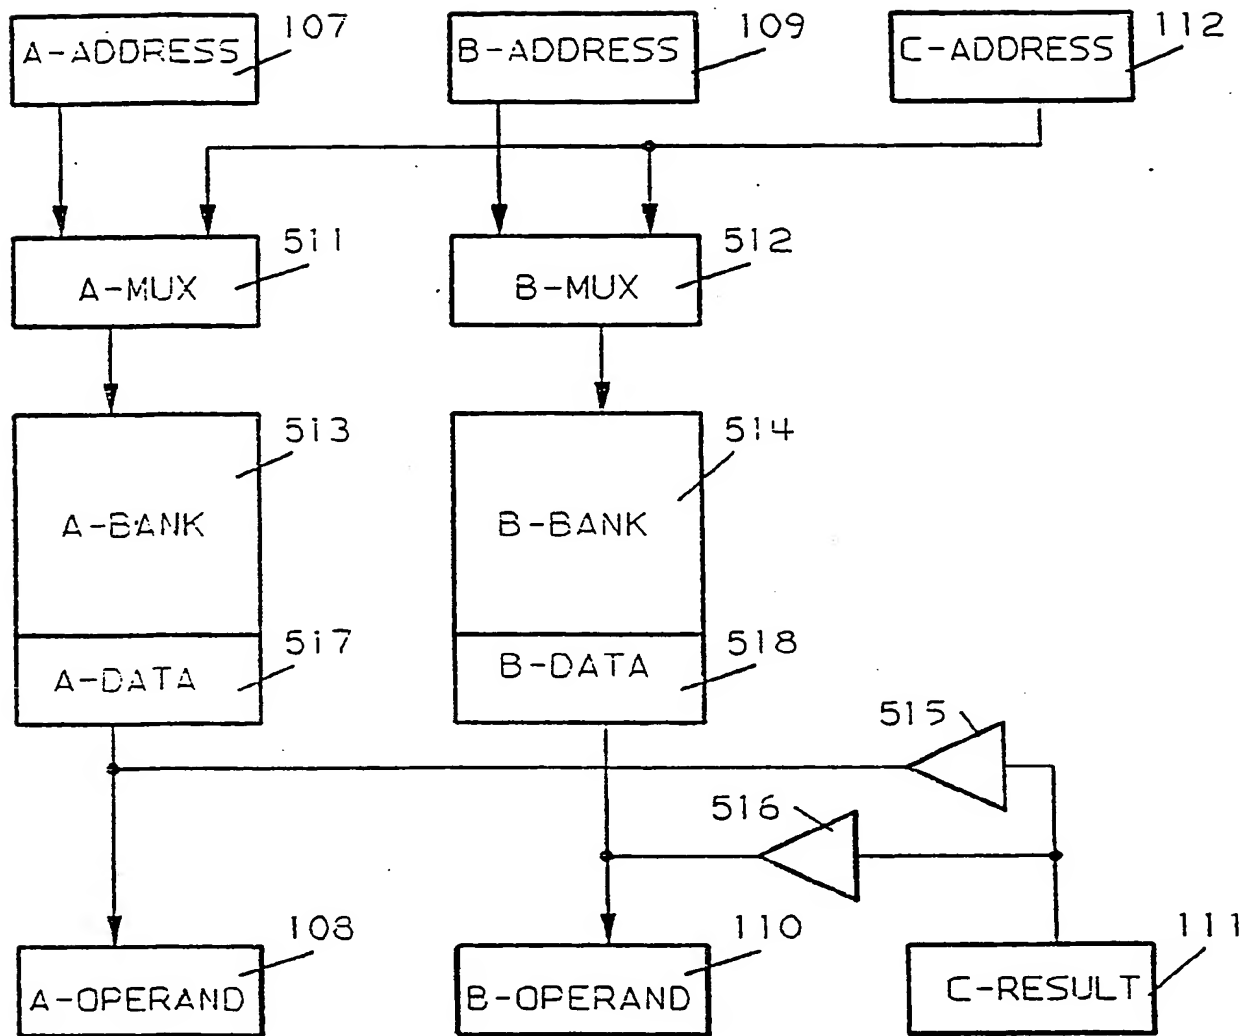 107
109
112
A-ADDRESS
B-ADDRESS
C-ADDRESS
511
512
A-MUX
B-MUX
513
514
A-BANK
B-BANK
517
518
A-DATA
B-DATA
515
516
108
110
111
A-OPERAND
B-OPERAND
C-RESULT